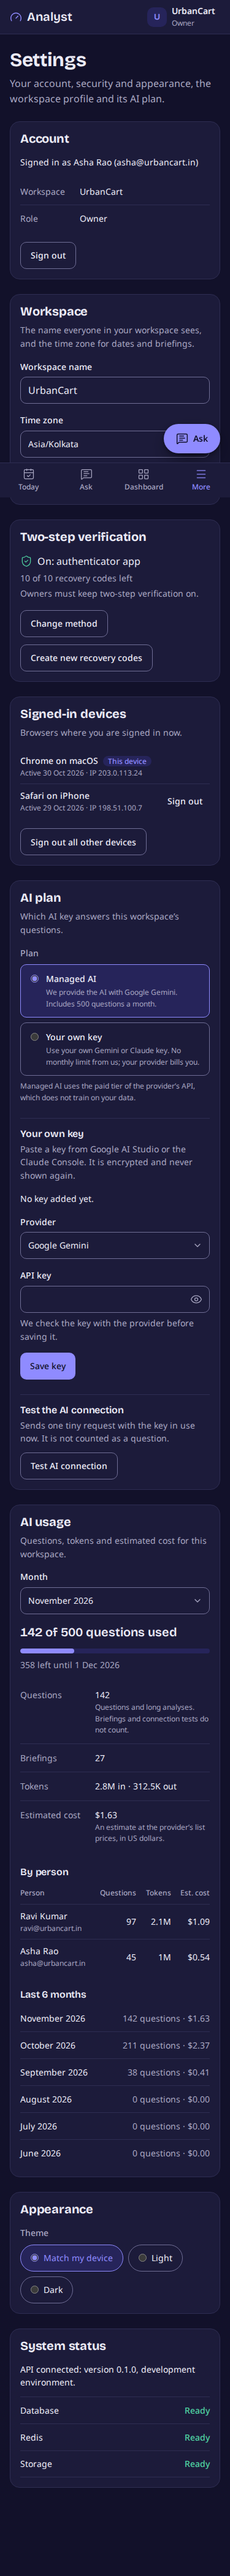 Analyst
U
UrbanCart
Owner
Settings
Your account, security and appearance, the
workspace profile and its AI plan.
Account
Signed in as Asha Rao (asha@urbancart.in)
Workspace UrbanCart
Role Owner
Sign out
Workspace
The name everyone in your workspace sees,
and the time zone for dates and briefings.
Workspace name
UrbanCart
Time zone
Asia/Kolkata
Ask
Today Ask Dashboard More
Two-step verification
On: authenticator app
10 of 10 recovery codes left
Owners must keep two-step verification on.
Change method
Create new recovery codes
Signed-in devices
Browsers where you are signed in now.
Chrome on macOS This device
Active 30 Oct 2026 · IP 203.0.113.24
Safari on iPhone
Active 29 Oct 2026 · IP 198.51.100.7
Sign out
Sign out all other devices
AI plan
Which AI key answers this workspace's
questions.
Plan
Managed AI
We provide the AI with Google Gemini.
Includes 500 questions a month.
Your own key
Use your own Gemini or Claude key. No
monthly limit from us; your provider bills you.
Managed AI uses the paid tier of the provider's API,
which does not train on your data.
Your own key
Paste a key from Google AI Studio or the
Claude Console. It is encrypted and never
shown again.
No key added yet.
Provider
Google Gemini
API key
We check the key with the provider before
saving it.
Save key
Test the AI connection
Sends one tiny request with the key in use
now. It is not counted as a question.
Test AI connection
AI usage
Questions, tokens and estimated cost for this
workspace.
Month
November 2026
142 of 500 questions used
358 left until 1 Dec 2026
Questions 142
Questions and long analyses.
Briefings and connection tests do
not count.
Briefings 27
Tokens 2.8M in · 312.5K out
Estimated cost $1.63
An estimate at the provider's list
prices, in US dollars.
By person
Person Questions Tokens Est. cost
Ravi Kumar
ravi@urbancart.in
97 2.1M $1.09
Asha Rao
asha@urbancart.in
45 1M $0.54
Last 6 months
November 2026 142 questions · $1.63
October 2026 211 questions · $2.37
September 2026 38 questions · $0.41
August 2026 0 questions · $0.00
July 2026 0 questions · $0.00
June 2026 0 questions · $0.00
Appearance
Theme
Match my device
Light
Dark
System status
API connected: version 0.1.0, development
environment.
Database Ready
Redis Ready
Storage Ready